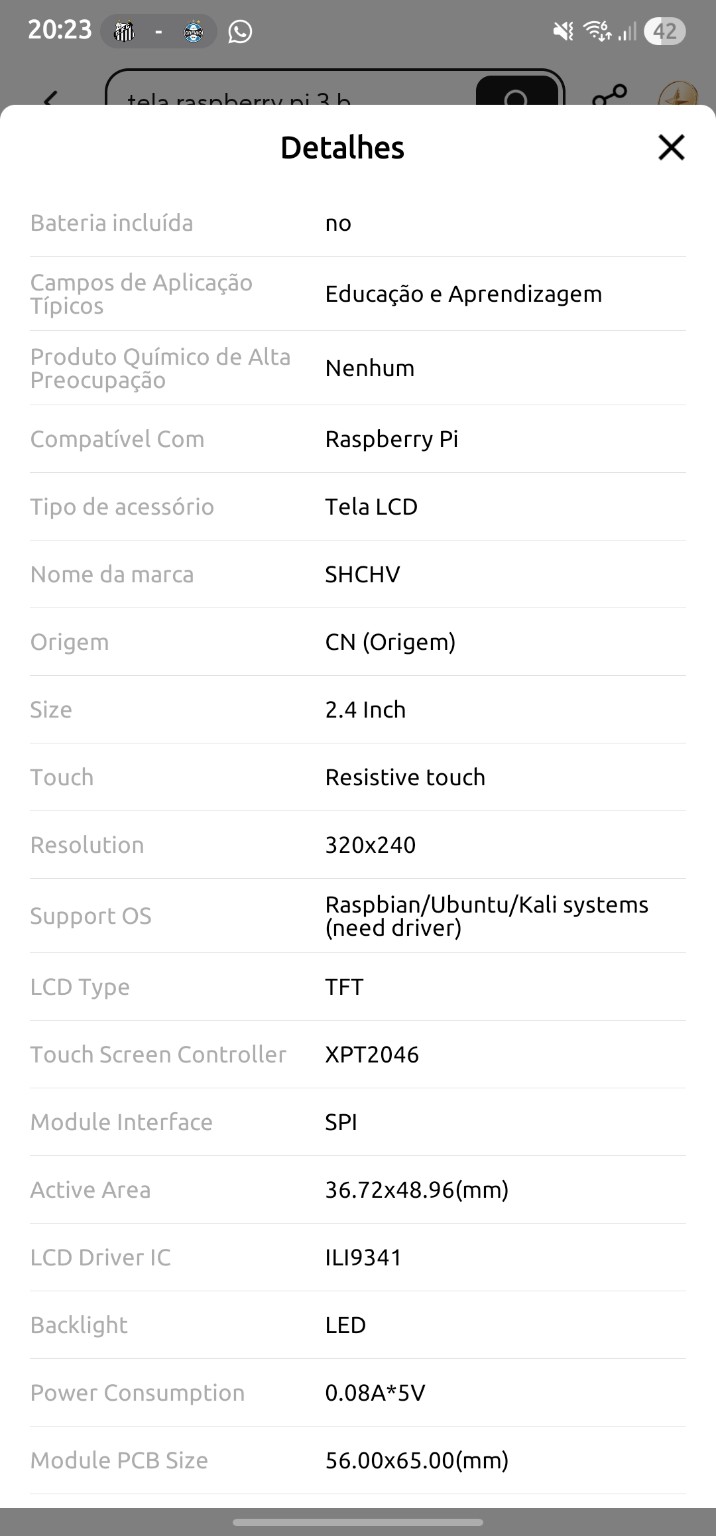 20:23
-
42
tela raspberry pi 3 b
Detalhes
Bateria incluída
no
Campos de Aplicação
Típicos
Educação e Aprendizagem
Produto Químico de Alta
Preocupação
Nenhum
Compatível Com
Raspberry Pi
Tipo de acessório
Tela LCD
Nome da marca
SHCHV
Origem
CN (Origem)
Size
2.4 Inch
Touch
Resistive touch
Resolution
320x240
Support OS
Raspbian/Ubuntu/Kali systems
(need driver)
LCD Type
TFT
Touch Screen Controller
XPT2046
Module Interface
SPI
Active Area
36.72x48.96(mm)
LCD Driver IC
ILI9341
Backlight
LED
Power Consumption
0.08A*5V
Module PCB Size
56.00x65.00(mm)